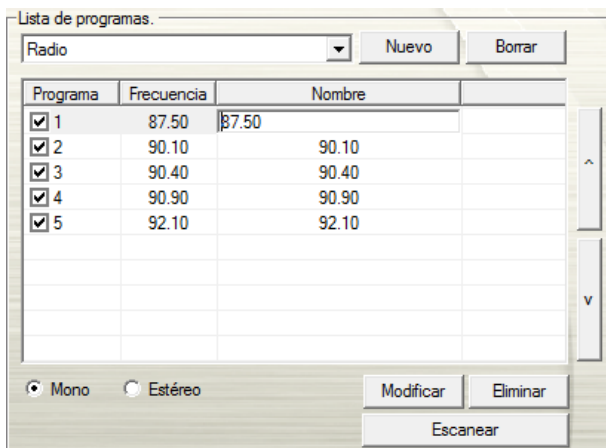 Lista de programas.
Radio Nuevo Borrar
Programa Frecuencia Nombre
1 87.50 87.50
2 90.10 90.10
3 90.40 90.40
4 90.90 90.90
5 92.10 92.10
^
v
Mono Estéreo Modificar Eliminar
Escanear